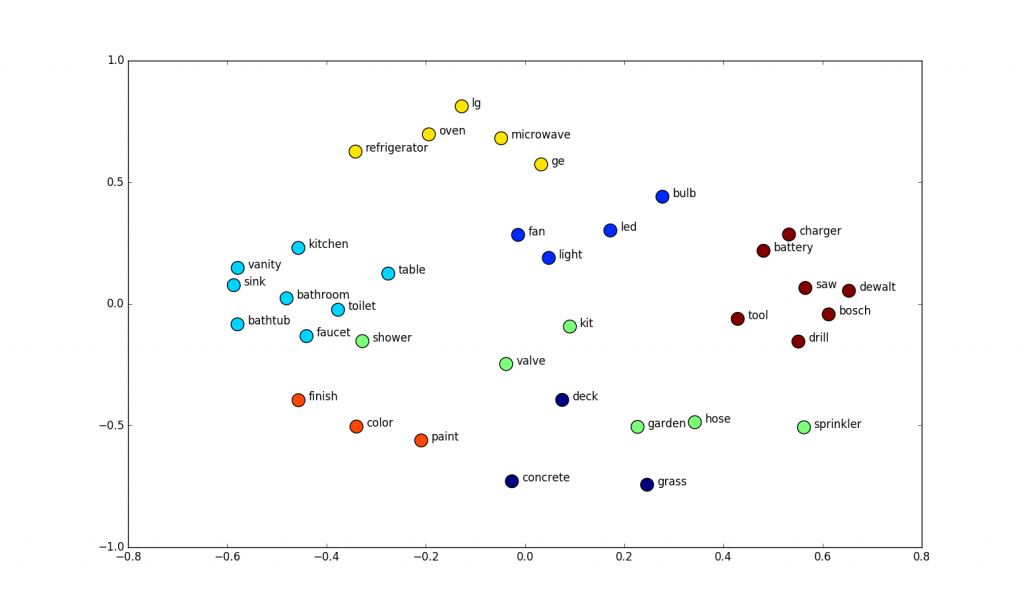 1.0
lg
oven
microwave
refrigerator
ge
0.5
bulb
led
charger
fan
battery
kitchen
light
vanity
table
sink
saw
dewalt
bathroom
0.0
toilet
bosch
tool
bathtub
kit
faucet
shower
drill
valve
finish
deck
color
garden
hose
sprinkler
−0.5
paint
concrete
grass
−1.0
−0.8 −0.6 −0.4 −0.2 0.0 0.2 0.4 0.6 0.8